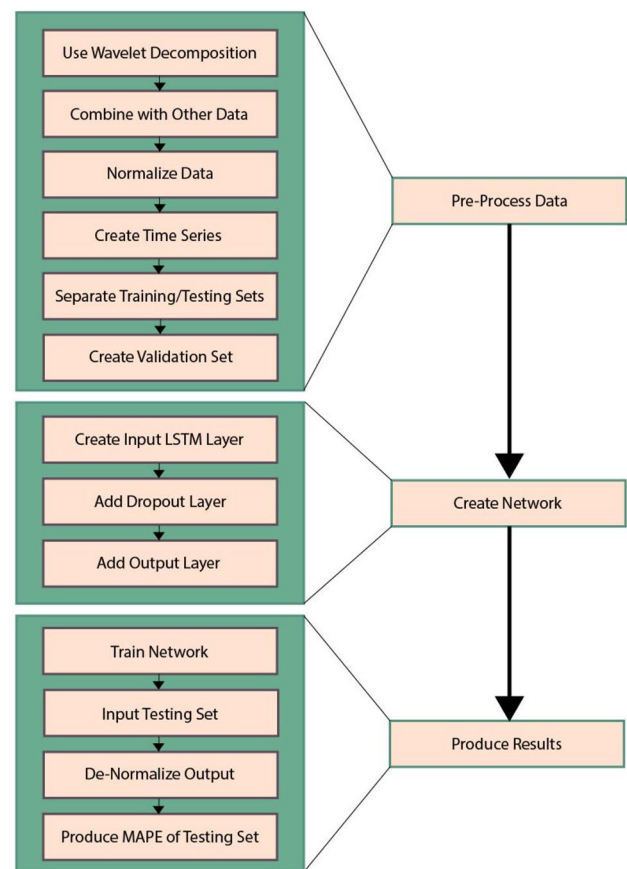 Use Wavelet Decomposition
Combine with Other Data
Normalize Data
Create Time Series
Separate Training/Testing Sets
Create Validation Set
Pre-Process Data
Create Input LSTM Layer
Add Dropout Layer
Add Output Layer
Create Network
Train Network
Input Testing Set
De-Normalize Output
Produce MAPE of Testing Set
Produce Results